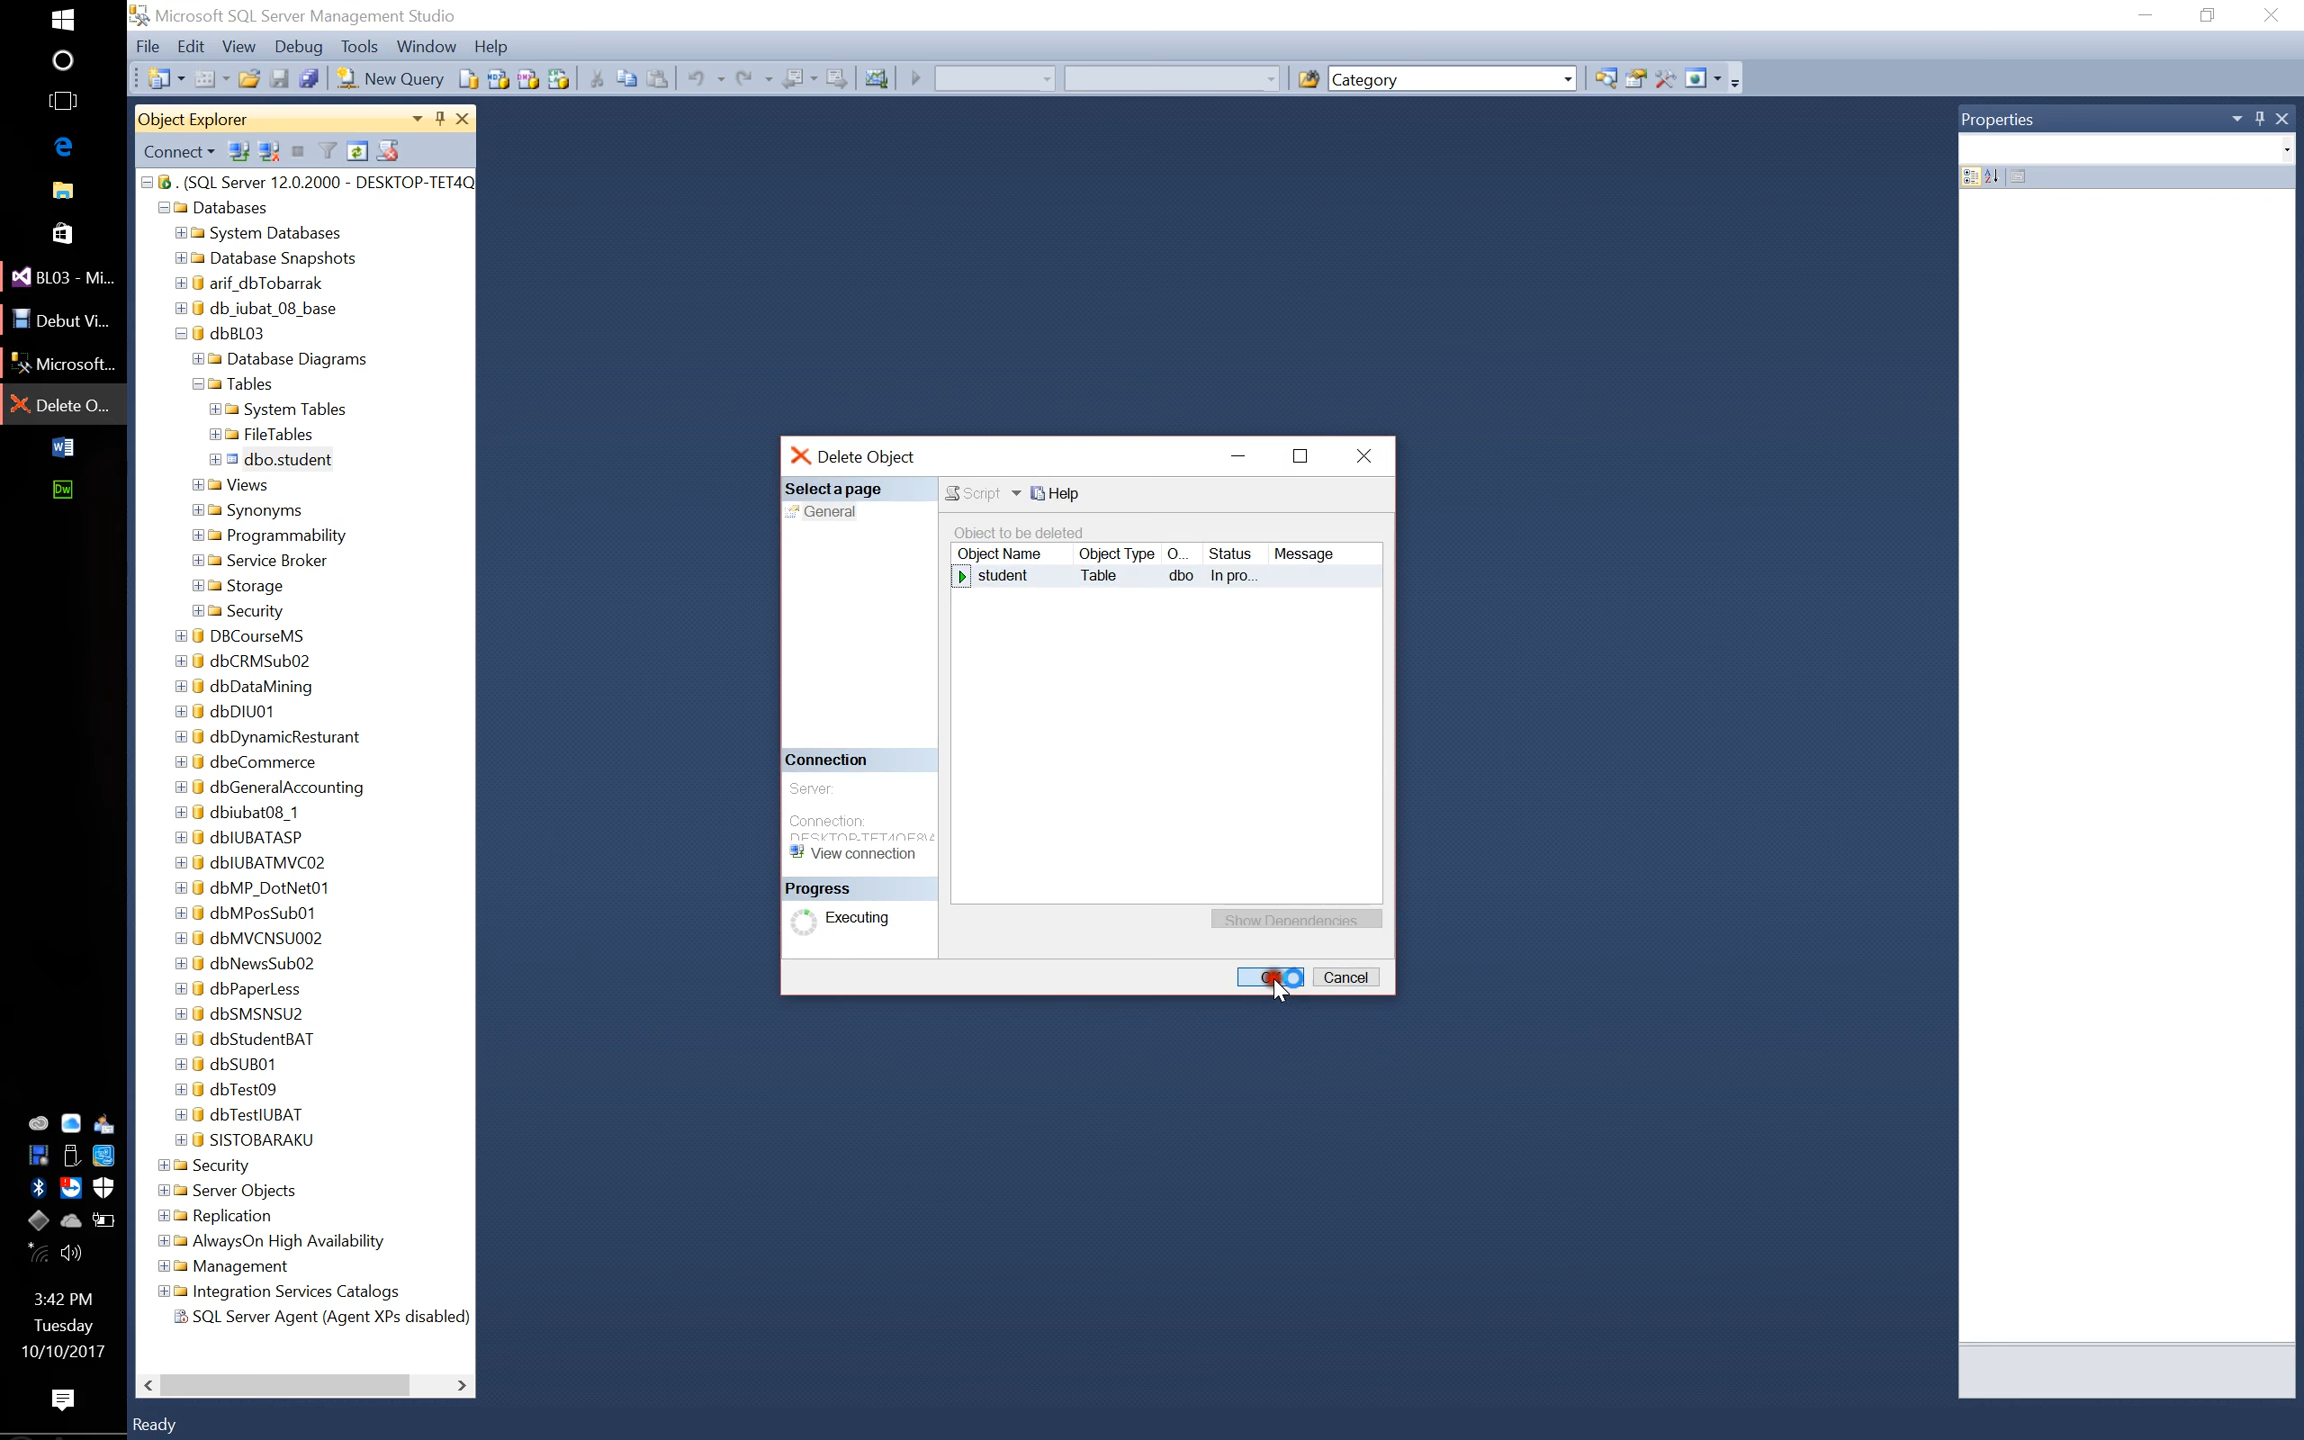 Microsoft SQL Server Management Studio
File Edit View Debug Tools Window Help
New Query
Category
Object Explorer
Connect
. (SQL Server 12.0.2000 - DESKTOP-TET4Q
Databases
System Databases
Database Snapshots
arif_dbTobarrak
db_iubat_08_base
dbBL03
Database Diagrams
Tables
System Tables
FileTables
dbo.student
Views
Synonyms
Programmability
Service Broker
Storage
Security
DBCourseMS
dbCRMSub02
dbDataMining
dbDIU01
dbDynamicResturant
dbeCommerce
dbGeneralAccounting
dbiubat08_1
dbIUBATASP
dbIUBATMVC02
dbMP_DotNet01
dbMPosSub01
dbMVCNSU002
dbNewsSub02
dbPaperLess
dbSMSNSU2
dbStudentBAT
dbSUB01
dbTest09
dbTestIUBAT
SISTOBARAKU
Security
Server Objects
Replication
AlwaysOn High Availability
Management
Integration Services Catalogs
SQL Server Agent (Agent XPs disabled)
Ready
BL03 - Mi...
Debut Vi...
Microsoft...
Delete O...
Dw
3:42 PM
Tuesday
10/10/2017
Delete Object
Select a page
General
Script Help
Object to be deleted
Object Name Object Type O... Status Message
student Table dbo In pro...
Connection
Server:
Connection:
View connection
Progress
Executing
Show Dependencies
Cancel
Properties